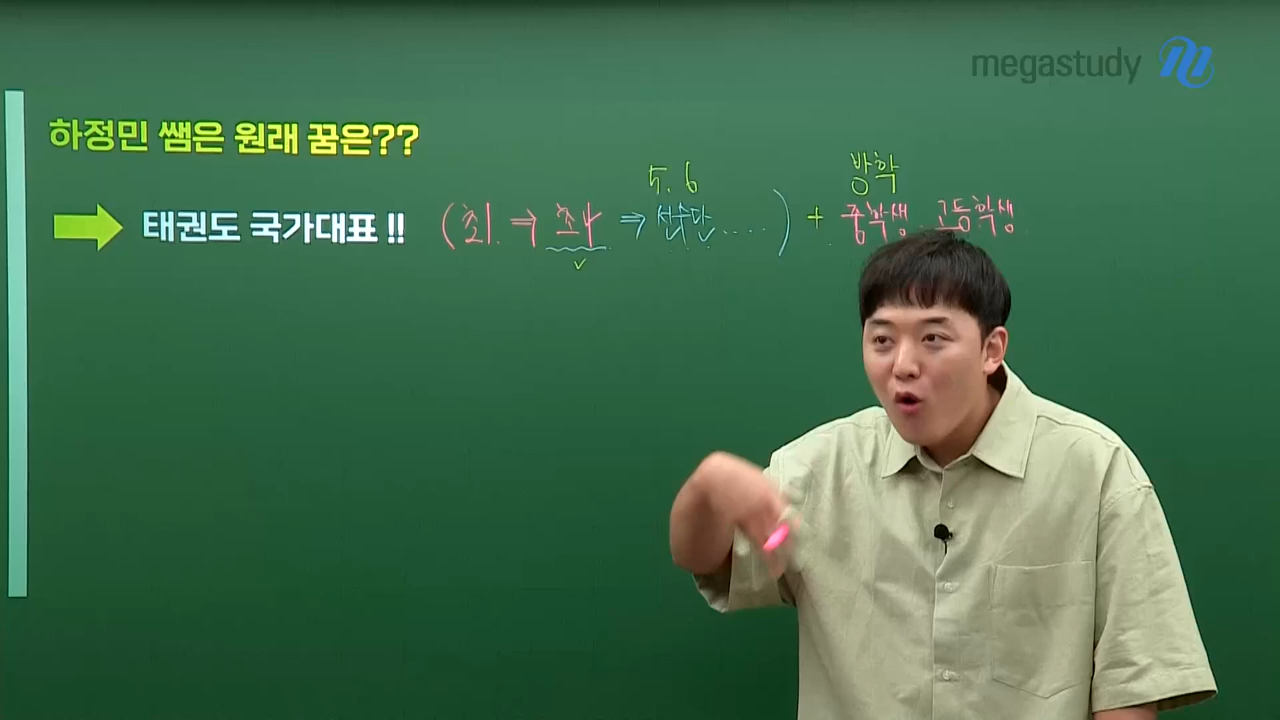 megastudy
하정민 쌤은 원래 꿈은??
5. 6
방학
태권도 국가대표 !! (초1. ⇒ 초4 ⇒ 선수단.....) + 중학생. 고등학생